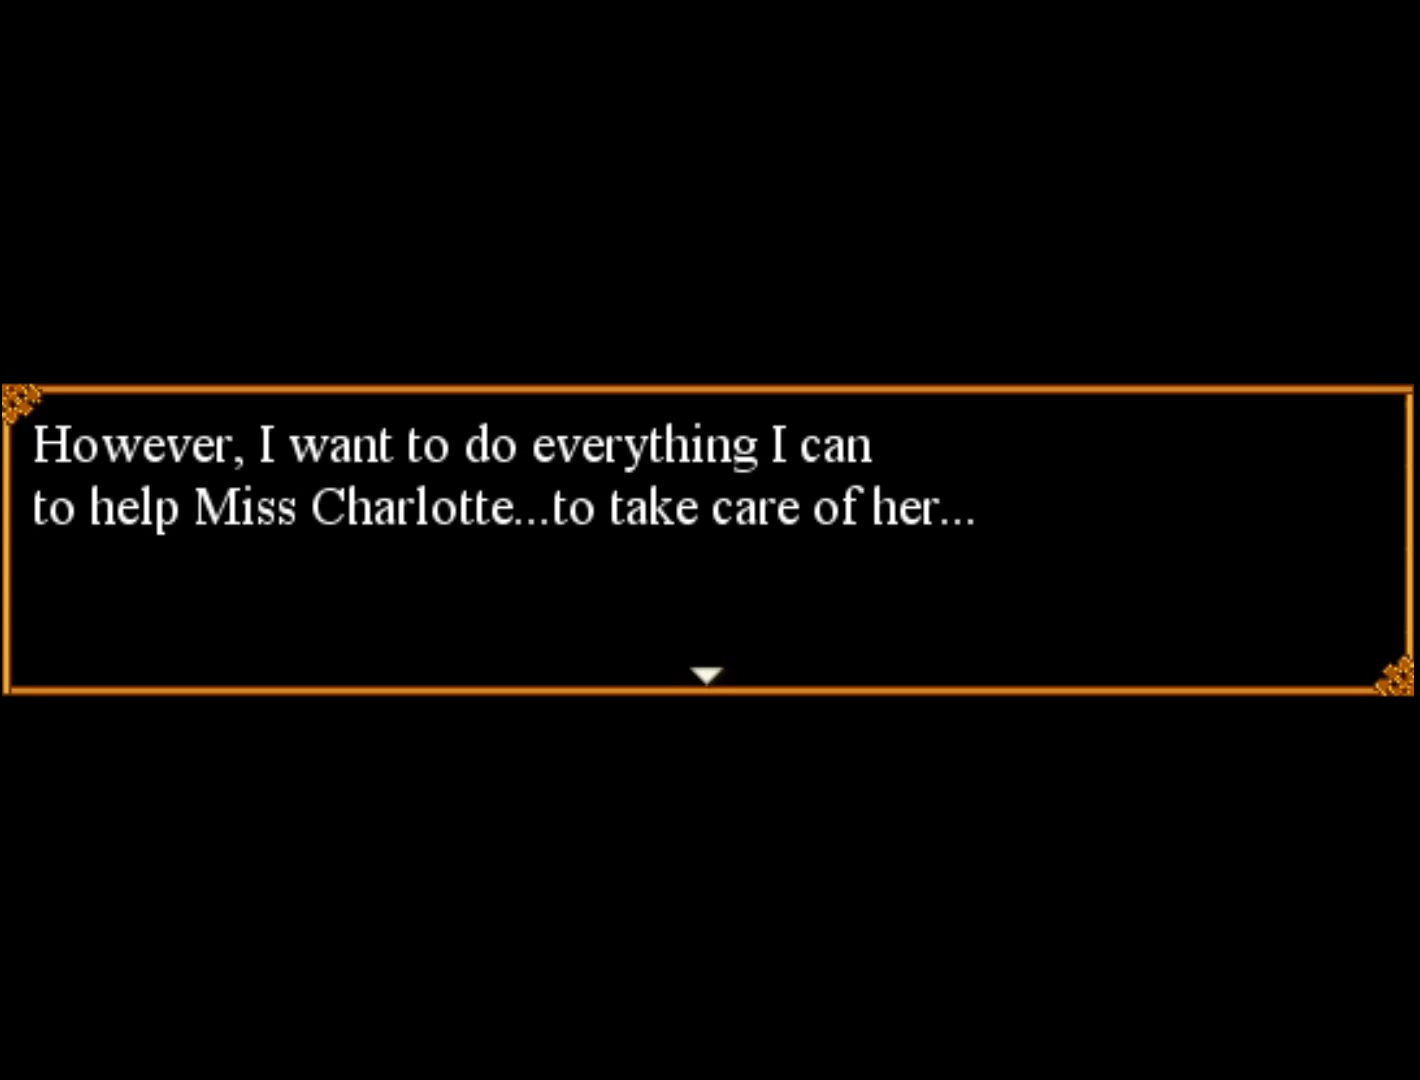 However, I want to do everything I can
to help Miss Charlotte...to take care of her...